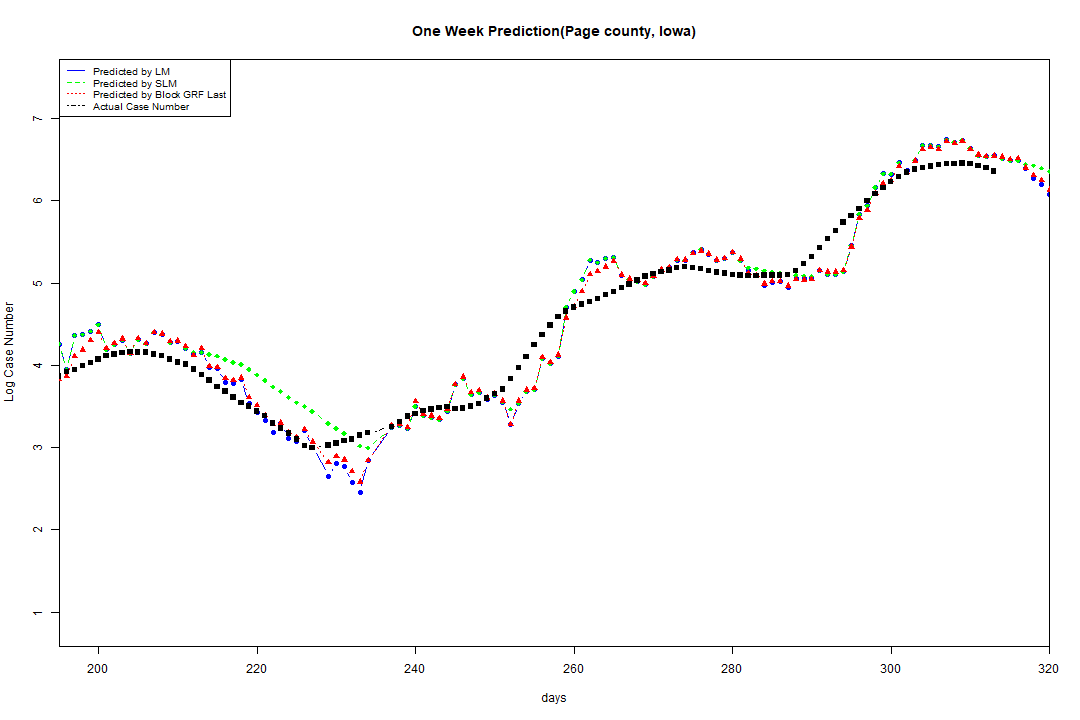 One Week Prediction(Page county, Iowa)
Predicted by LM
Predicted by SLM
Predicted by Block GRF Last
Actual Case Number
7
6
5
4
3
2
1
Log Case Number
200 220 240 260 280 300 320
days